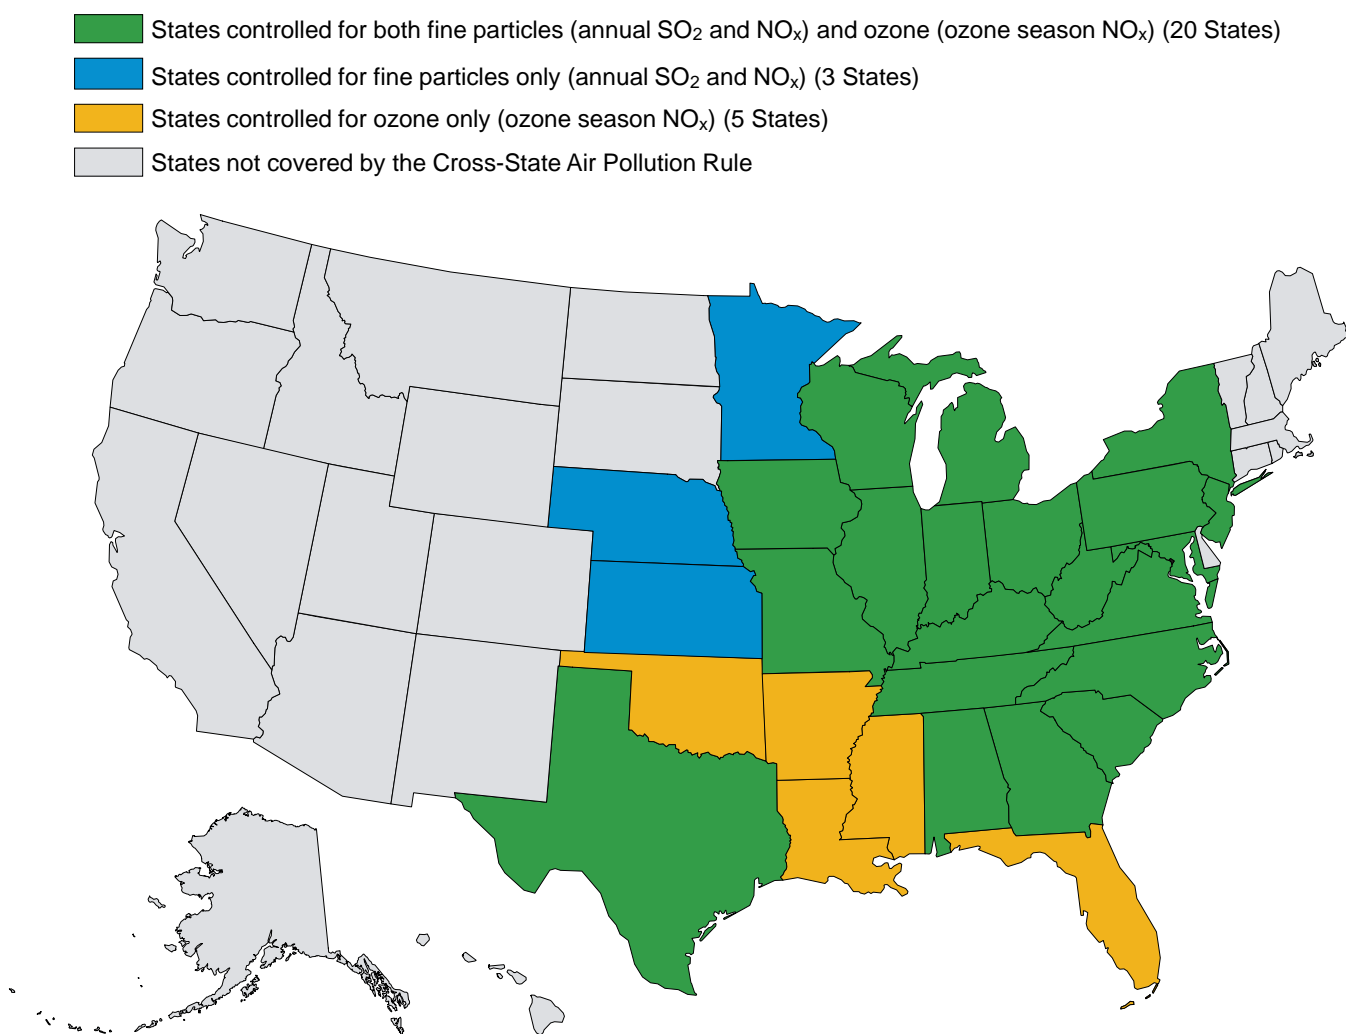 States controlled for both fine particles (annual SO₂ and NOₓ) and ozone (ozone season NOₓ) (20 States)
States controlled for fine particles only (annual SO₂ and NOₓ) (3 States)
States controlled for ozone only (ozone season NOₓ) (5 States)
States not covered by the Cross-State Air Pollution Rule